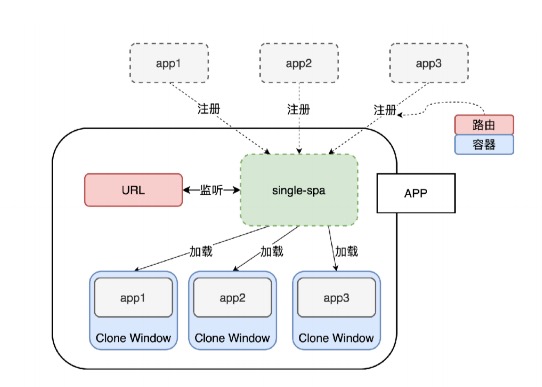 app1
app2
app3
注册
注册
注册
路由
容器
URL
监听
single-spa
APP
加载
加载
加载
app1
app2
app3
Clone Window
Clone Window
Clone Window